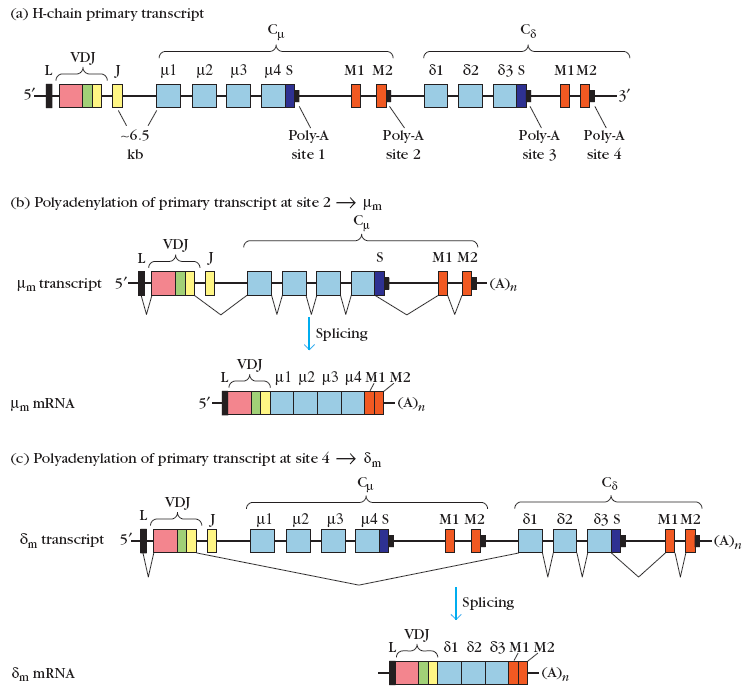 (a) H-chain primary transcript
Cμ Cδ
VDJ
L J μ1 μ2 μ3 μ4 S M1 M2 δ1 δ2 δ3 S M1 M2
5′ 3′
~6.5 Poly-A Poly-A Poly-A Poly-A
kb site 1 site 2 site 3 site 4
(b) Polyadenylation of primary transcript at site 2 → μm
Cμ
VDJ
L J S M1 M2
μm transcript 5′ (A)n
Splicing
VDJ
L μ1 μ2 μ3 μ4 M1 M2
μm mRNA 5′ (A)n
(c) Polyadenylation of primary transcript at site 4 → δm
Cμ Cδ
VDJ
L J μ1 μ2 μ3 μ4 S M1 M2 δ1 δ2 δ3 S M1 M2
δm transcript 5′ (A)n
Splicing
VDJ
L δ1 δ2 δ3 M1 M2
δm mRNA (A)n